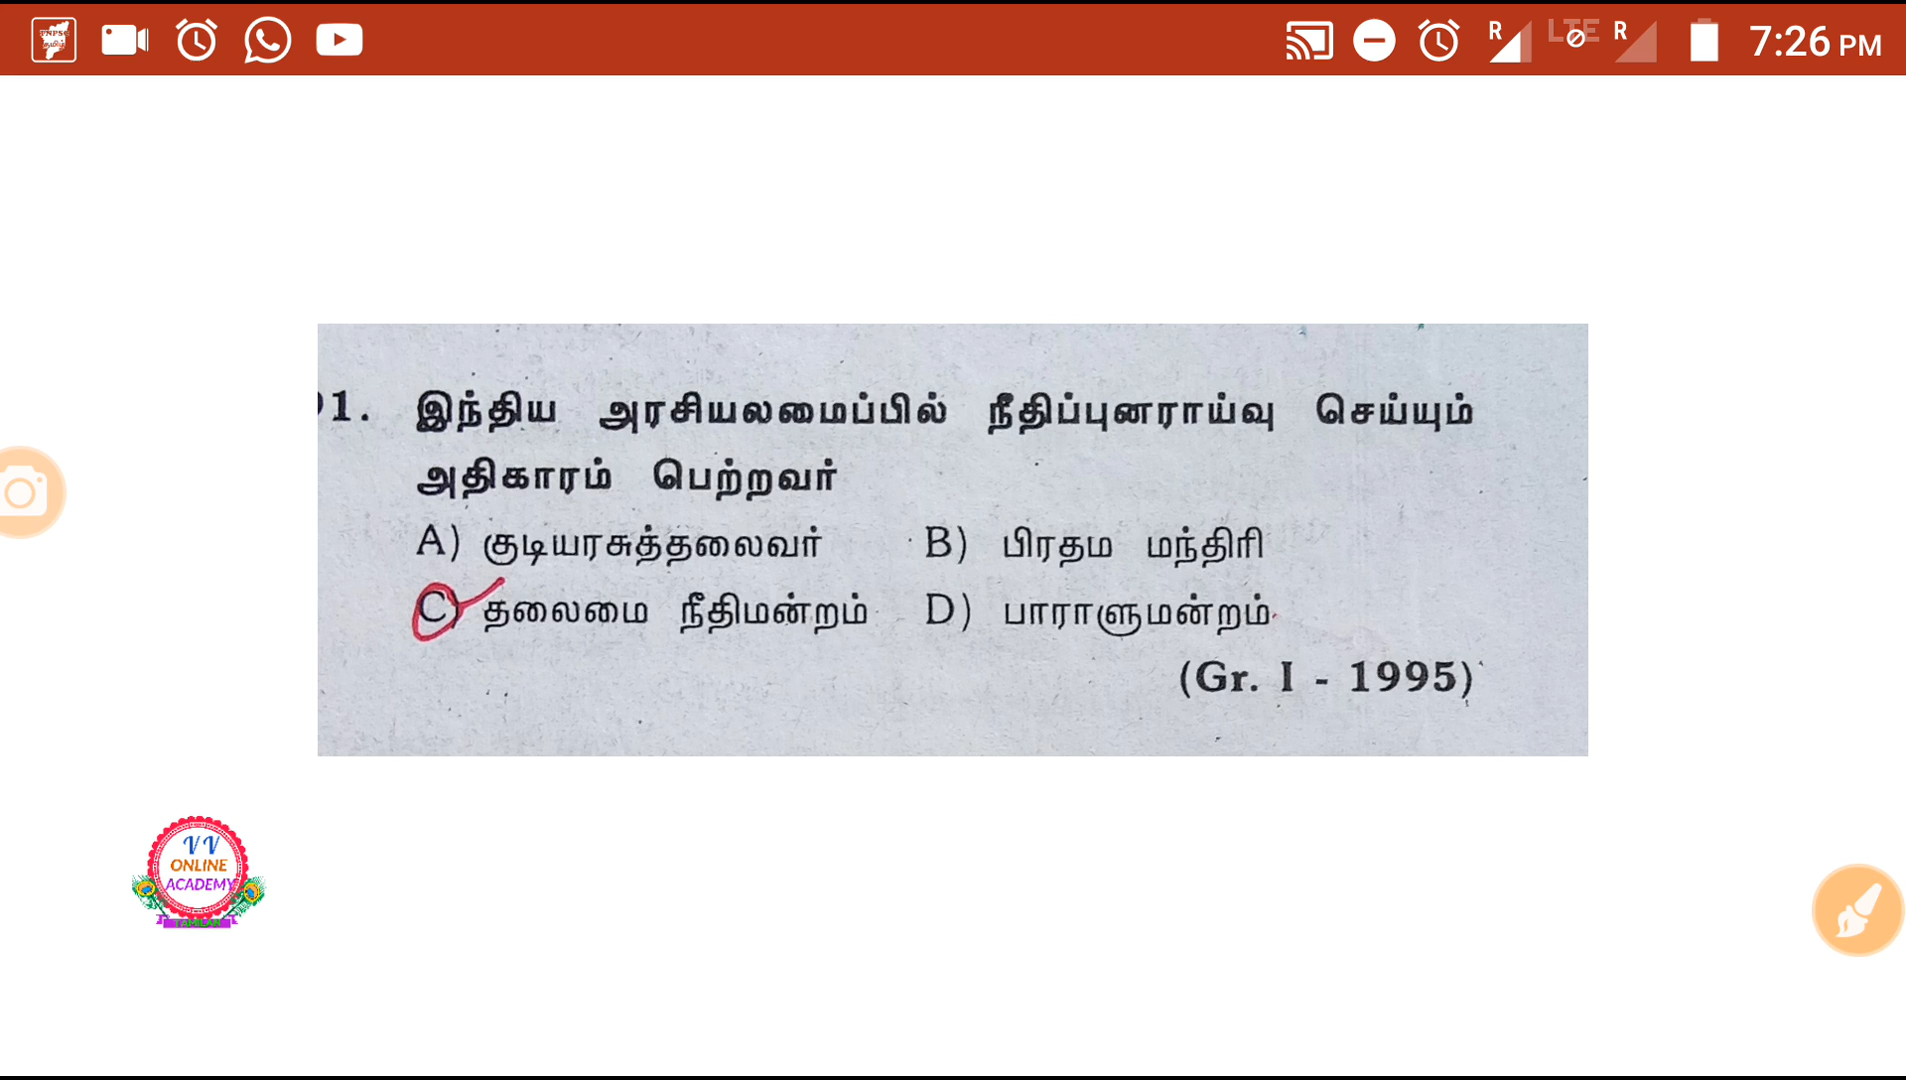 7:26 PM
1. இந்திய அரசியலமைப்பில் நீதிப்புனராய்வு செய்யும்
அதிகாரம் பெற்றவர்
A) குடியரசுத்தலைவர் B) பிரதம மந்திரி
C) தலைமை நீதிமன்றம் D) பாராளுமன்றம்
(Gr. I - 1995)
VV
ONLINE
ACADEMY